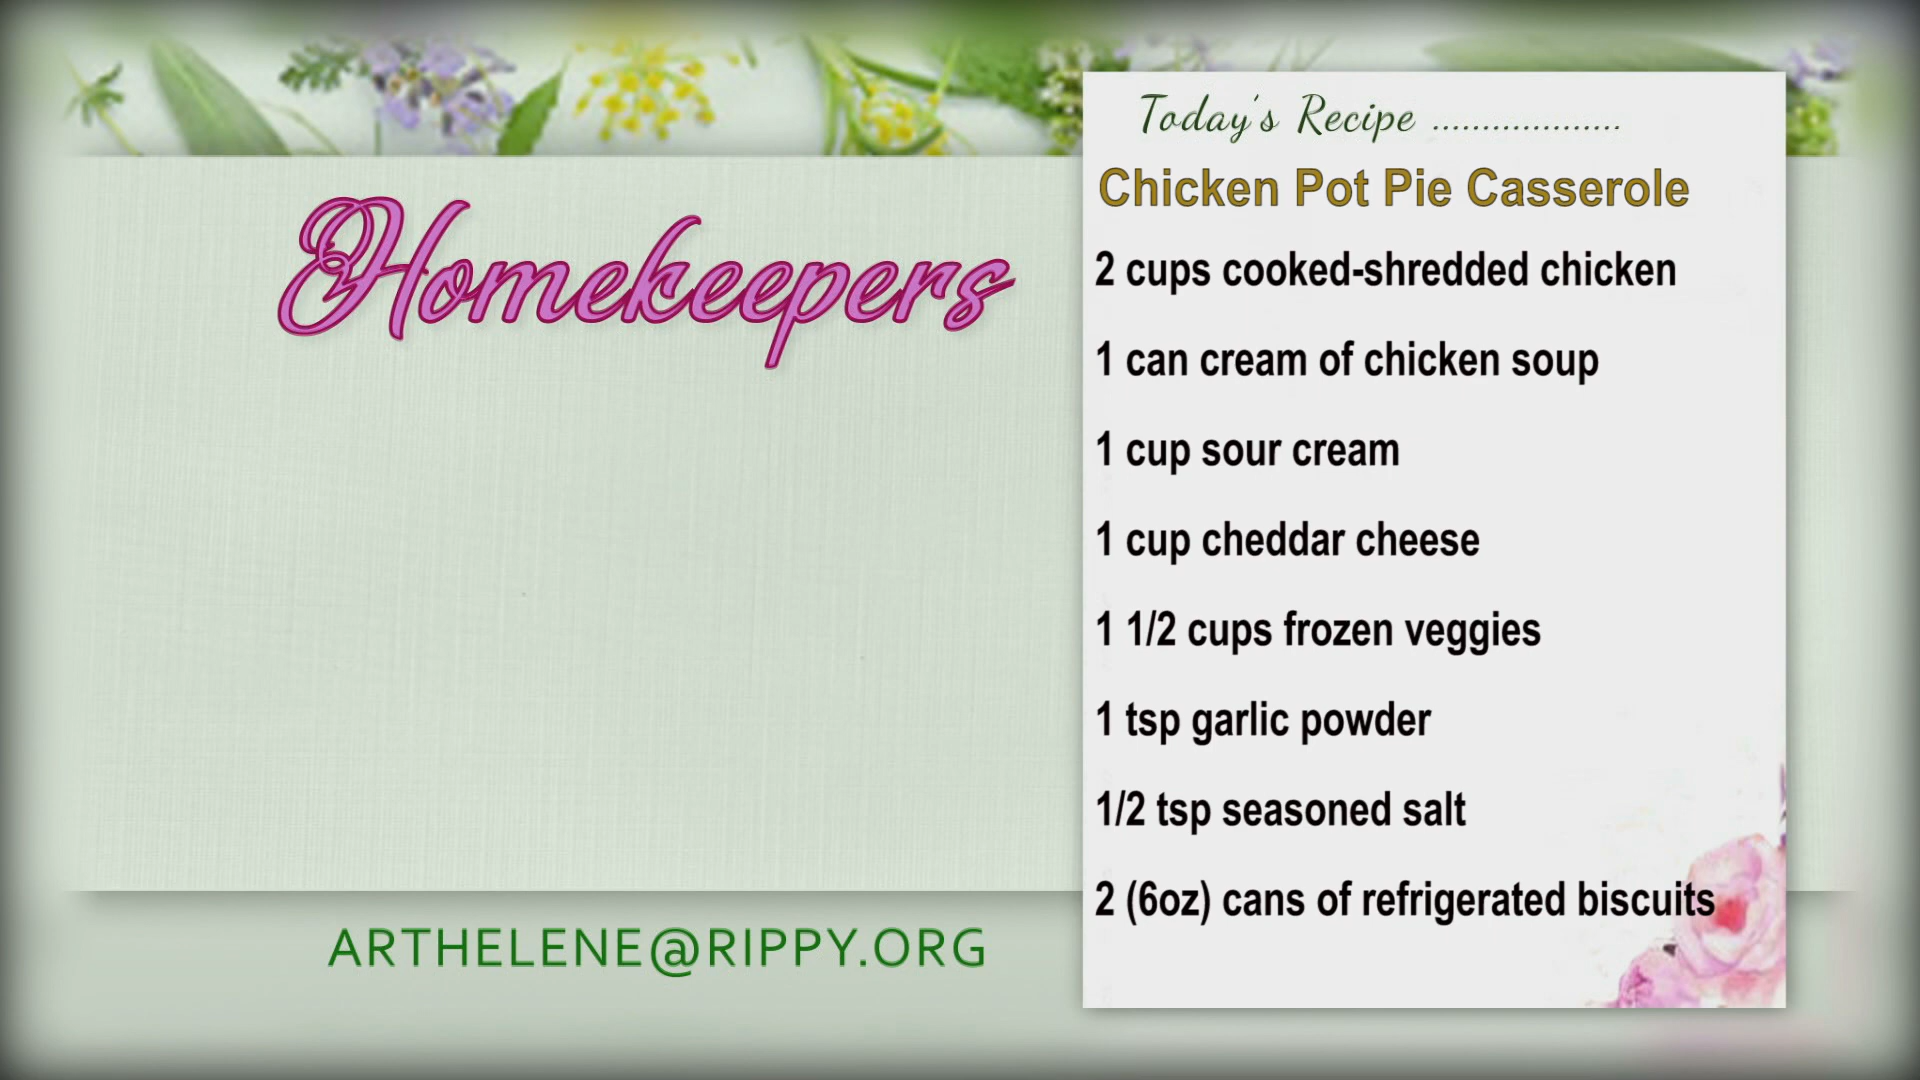 Homekeepers
ARTHELENE@RIPPY.ORG
Today's Recipe ...................
Chicken Pot Pie Casserole
2 cups cooked-shredded chicken
1 can cream of chicken soup
1 cup sour cream
1 cup cheddar cheese
1 1/2 cups frozen veggies
1 tsp garlic powder
1/2 tsp seasoned salt
2 (6oz) cans of refrigerated biscuits